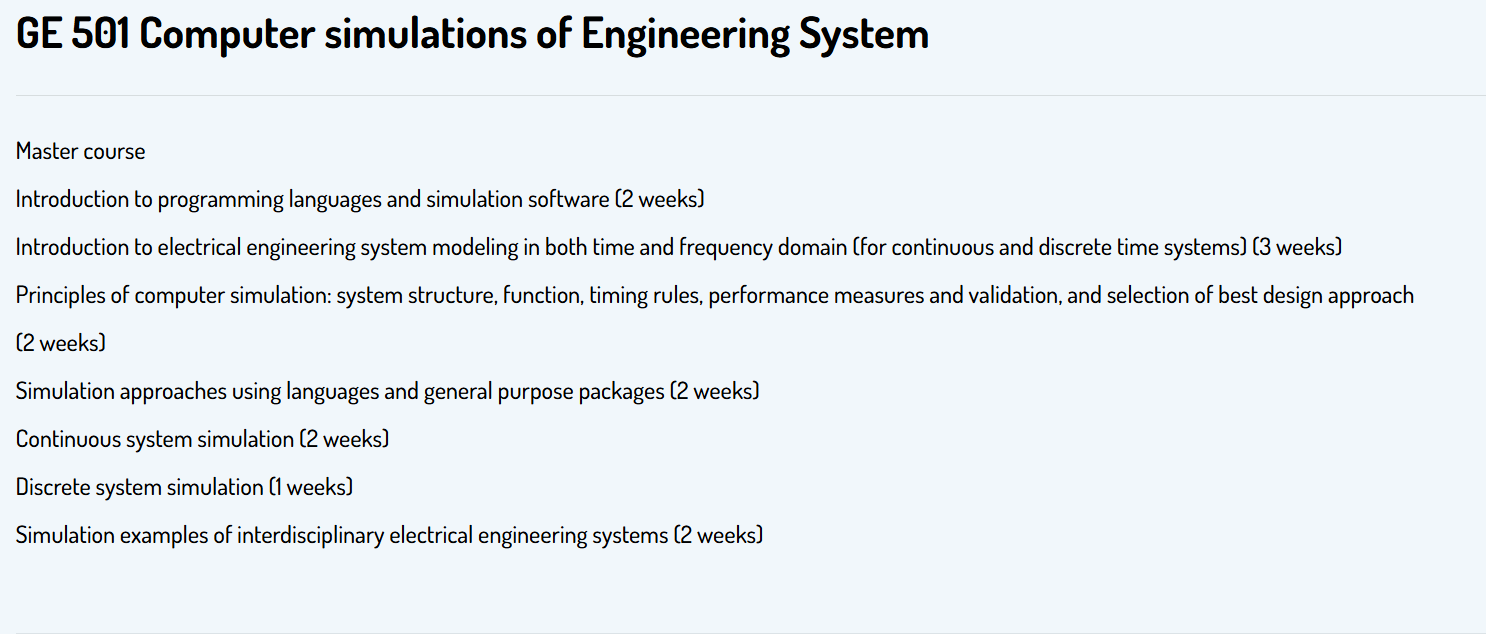 GE 501 Computer simulations of Engineering System
Master course
Introduction to programming languages and simulation software (2 weeks)
Introduction to electrical engineering system modeling in both time and frequency domain (for continuous and discrete time systems) (3 weeks)
Principles of computer simulation: system structure, function, timing rules, performance measures and validation, and selection of best design approach
(2 weeks)
Simulation approaches using languages and general purpose packages (2 weeks)
Continuous system simulation (2 weeks)
Discrete system simulation (1 weeks)
Simulation examples of interdisciplinary electrical engineering systems (2 weeks)